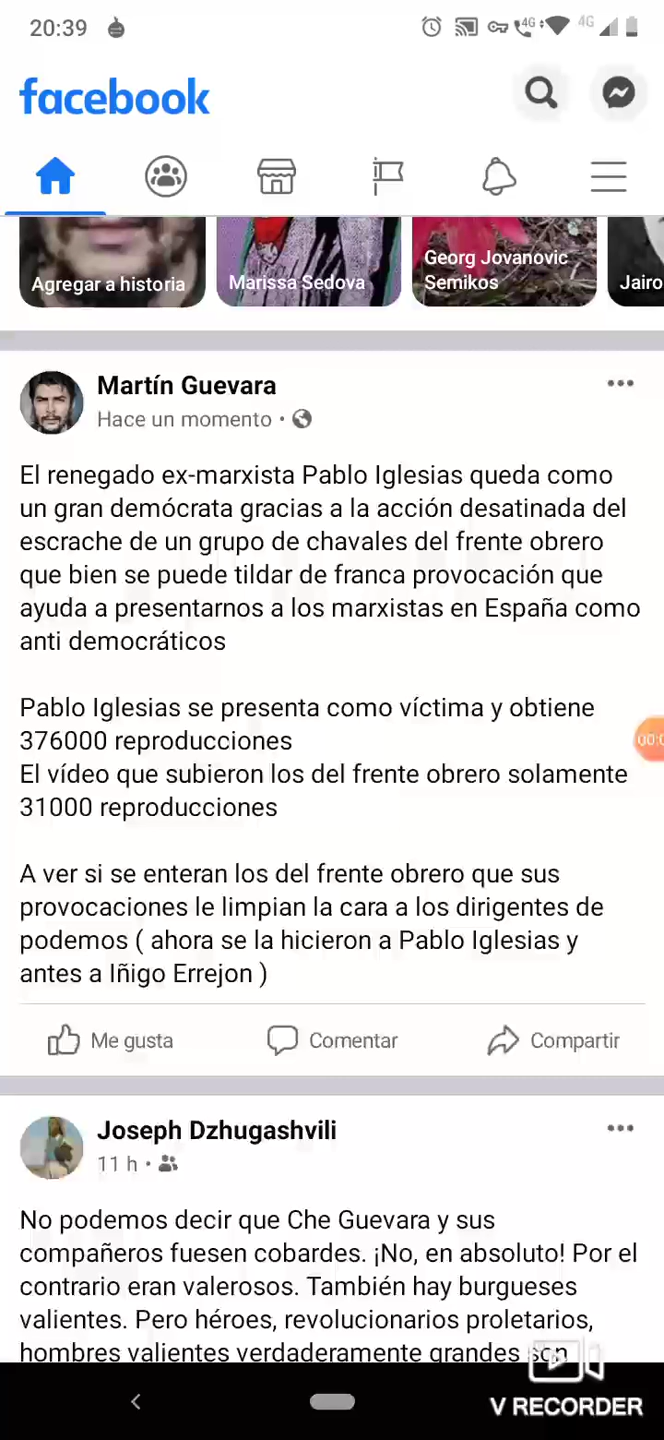 20:39
4G
4G
facebook
Agregar a historia
Marissa Sedova
Georg Jovanovic
Semikos
Jairo
Martín Guevara
Hace un momento •
El renegado ex-marxista Pablo Iglesias queda como
un gran demócrata gracias a la acción desatinada del
escrache de un grupo de chavales del frente obrero
que bien se puede tildar de franca provocación que
ayuda a presentarnos a los marxistas en España como
anti democráticos
Pablo Iglesias se presenta como víctima y obtiene
376000 reproducciones
El vídeo que subieron los del frente obrero solamente
31000 reproducciones
A ver si se enteran los del frente obrero que sus
provocaciones le limpian la cara a los dirigentes de
podemos ( ahora se la hicieron a Pablo Iglesias y
antes a Iñigo Errejon )
Me gusta
Comentar
Compartir
Joseph Dzhugashvili
11 h •
No podemos decir que Che Guevara y sus
compañeros fuesen cobardes. ¡No, en absoluto! Por el
contrario eran valerosos. También hay burgueses
valientes. Pero héroes, revolucionarios proletarios,
hombres valientes verdaderamente grandes son
V RECORDER